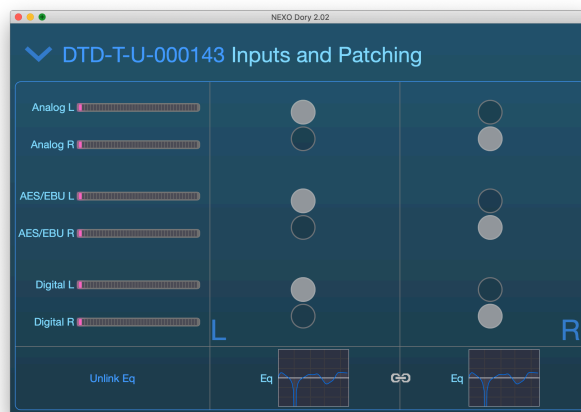 NEXO Dory 2.02
DTD-T-U-000143 Inputs and Patching
Analog L
Analog R
AES/EBU L
AES/EBU R
Digital L
Digital R
L
R
Unlink Eq
Eq
Eq